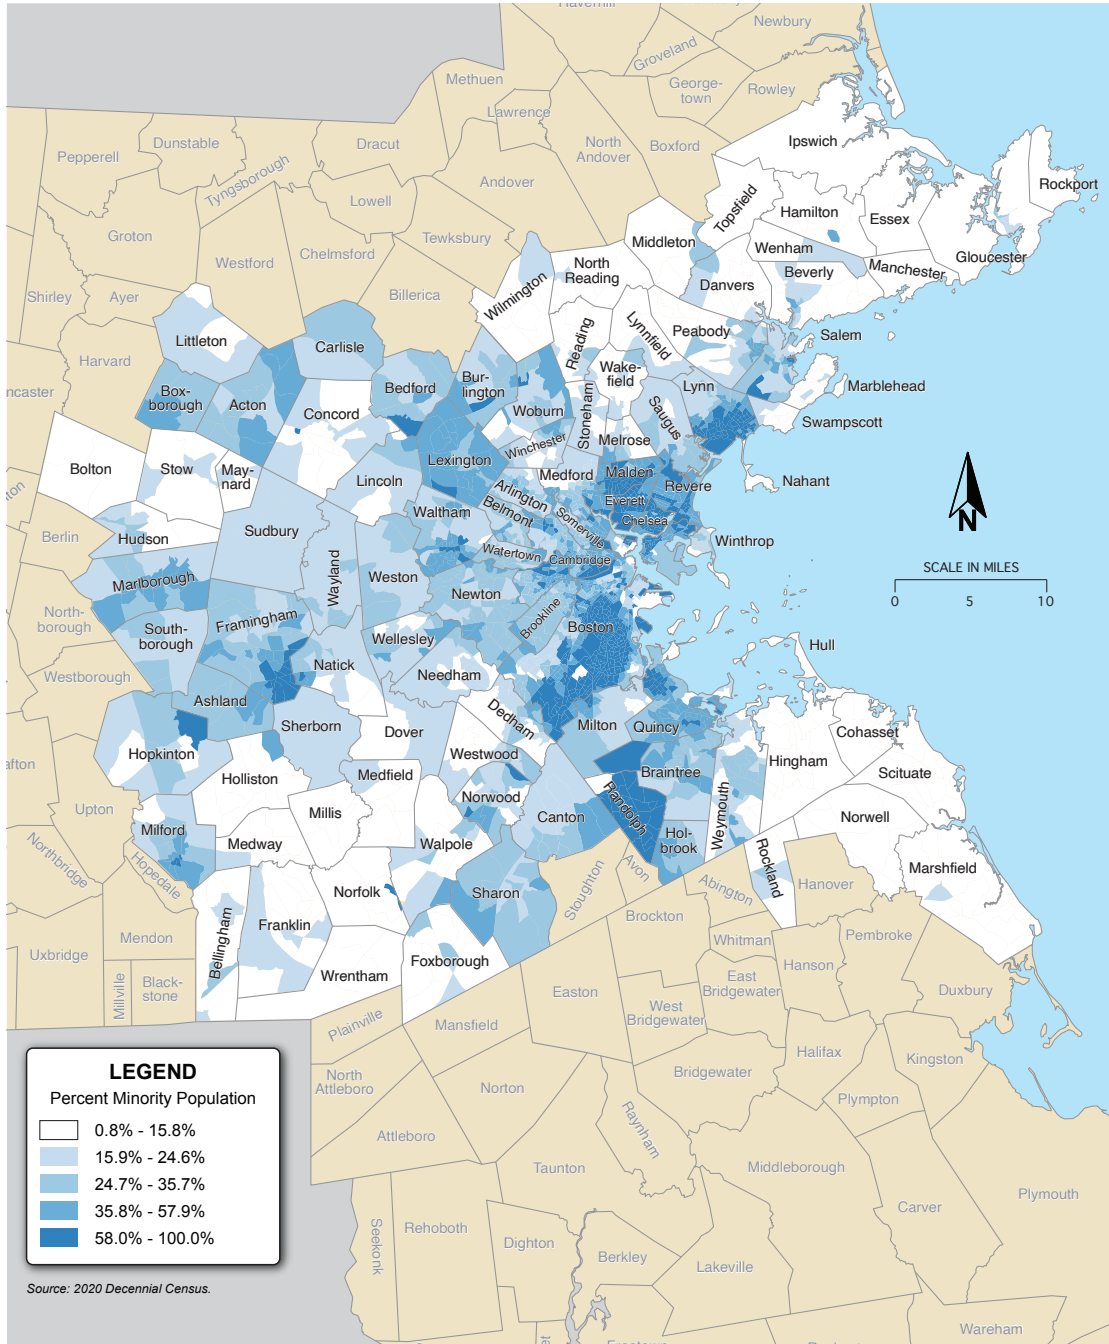 Haverhill
Newbury
Groveland
Methuen
George-
town
Rowley
Lawrence
Ipswich
Dunstable
Dracut
North
Andover
Boxford
Pepperell
Tyngsborough
Andover
Rockport
Lowell
Topsfield
Hamilton
Essex
Groton
Tewksbury
Middleton
Wenham
Gloucester
Westford
Chelmsford
North
Reading
Beverly
Manchester
Danvers
Shirley
Ayer
Billerica
Wilmington
Littleton
Carlisle
Reading
Lynnfield
Peabody
Salem
Harvard
Wake-
field
ncaster
Box-
borough
Acton
Concord
Bedford
Bur-
lington
Woburn
Stoneham
Lynn
Marblehead
Saugus
Swampscott
Bolton
Stow
May-
nard
Lincoln
Lexington
Winchester
Melrose
Medford
Malden
Revere
Nahant
Arlington
Everett
Belmont
Waltham
Somerville
Chelsea
N
Berlin
Hudson
Sudbury
Winthrop
Watertown
Cambridge
SCALE IN MILES
0
5
10
Marlborough
Wayland
Weston
Newton
Brookline
Boston
North-
borough
South-
borough
Framingham
Wellesley
Hull
Westborough
Natick
Needham
Ashland
Sherborn
Dover
Dedham
Milton
Quincy
Cohasset
Hopkinton
Westwood
Hingham
Scituate
afton
Holliston
Medfield
Braintree
Upton
Millis
Norwood
Randolph
Weymouth
Canton
Norwell
Milford
Medway
Walpole
Hol-
brook
Northbridge
Hopedale
Rockland
Marshfield
Norfolk
Sharon
Stoughton
Avon
Abington
Hanover
Bellingham
Franklin
Brockton
Mendon
Whitman
Pembroke
Uxbridge
Wrentham
Foxborough
Hanson
Millville
Black-
stone
Easton
East
Bridgewater
West
Bridgewater
Duxbury
Plainville
Mansfield
Halifax
Kingston
LEGEND
Percent Minority Population
0.8% - 15.8%
15.9% - 24.6%
24.7% - 35.7%
35.8% - 57.9%
58.0% - 100.0%
North
Attleboro
Norton
Bridgewater
Plympton
Attleboro
Raynham
Taunton
Middleborough
Carver
Plymouth
Seekonk
Rehoboth
Dighton
Berkley
Lakeville
Source: 2020 Decennial Census.
Wareham